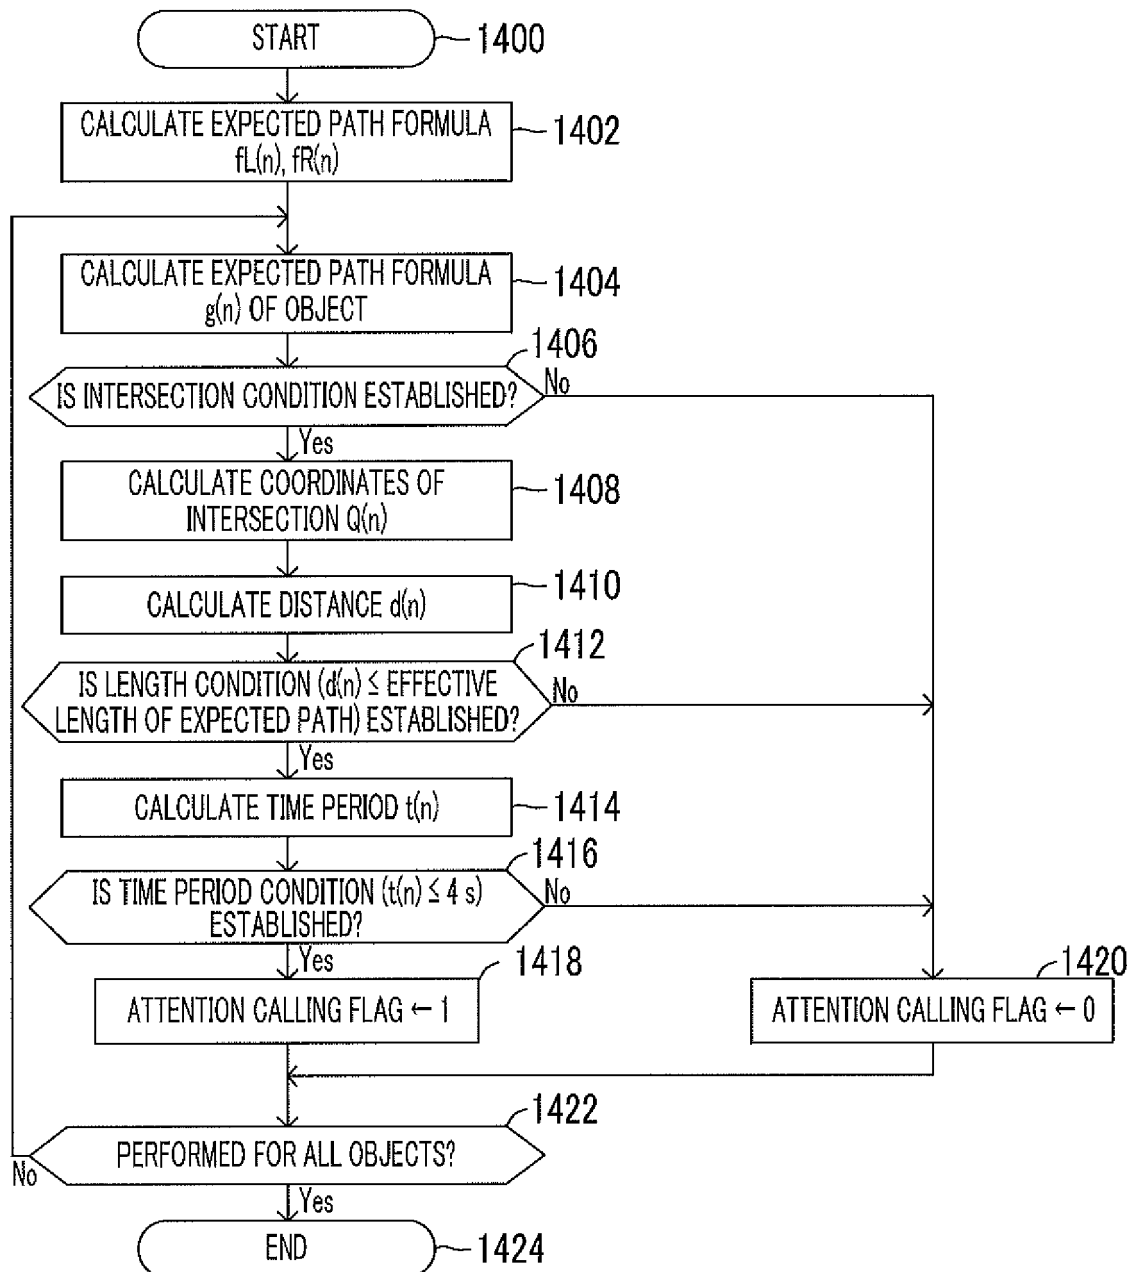 START
1400
CALCULATE EXPECTED PATH FORMULA
fL(n), fR(n)
1402
CALCULATE EXPECTED PATH FORMULA
g(n) OF OBJECT
1404
1406
IS INTERSECTION CONDITION ESTABLISHED?
No
Yes
CALCULATE COORDINATES OF
INTERSECTION Q(n)
1408
CALCULATE DISTANCE d(n)
1410
1412
IS LENGTH CONDITION (d(n) ≤ EFFECTIVE
LENGTH OF EXPECTED PATH) ESTABLISHED?
No
Yes
CALCULATE TIME PERIOD t(n)
1414
1416
IS TIME PERIOD CONDITION (t(n) ≤ 4 s)
ESTABLISHED?
No
Yes
1418
ATTENTION CALLING FLAG ← 1
1420
ATTENTION CALLING FLAG ← 0
1422
PERFORMED FOR ALL OBJECTS?
No
Yes
END
1424